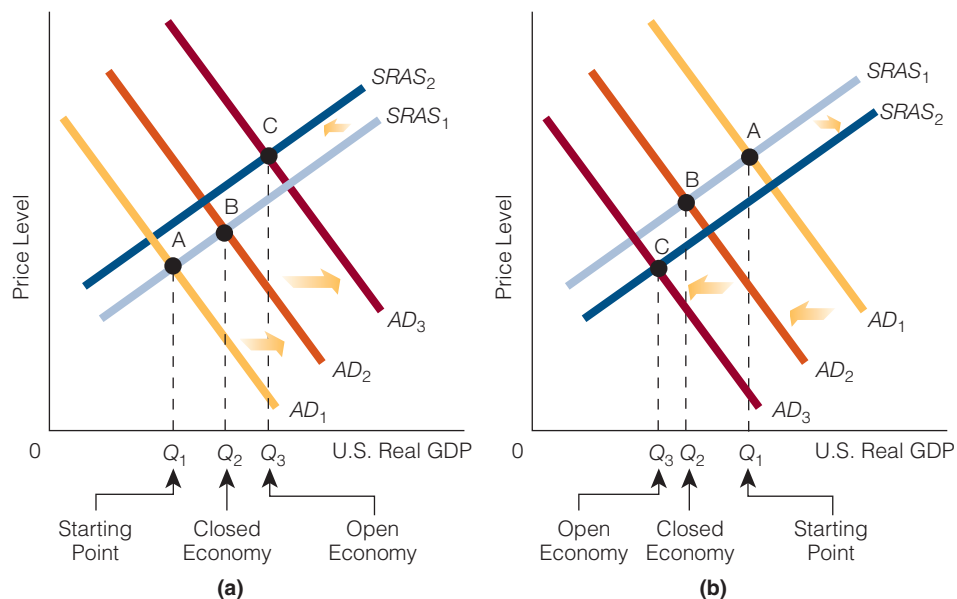 Price Level
SRAS2
SRAS1
C
B
A
AD3
AD2
AD1
0
Q1
Q2
Q3
U.S. Real GDP
Starting
Point
Closed
Economy
Open
Economy
(a)
Price Level
SRAS1
SRAS2
A
B
C
AD1
AD2
AD3
0
Q3
Q2
Q1
U.S. Real GDP
Open
Economy
Closed
Economy
Starting
Point
(b)